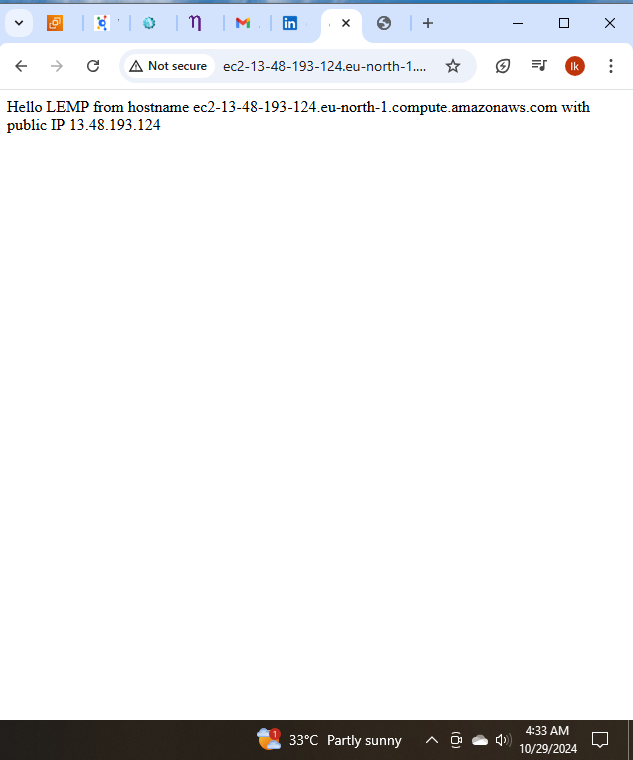 Not secure
ec2-13-48-193-124.eu-north-1....
lk
Hello LEMP from hostname ec2-13-48-193-124.eu-north-1.compute.amazonaws.com with
public IP 13.48.193.124
1
33°C Partly sunny
4:33 AM
10/29/2024